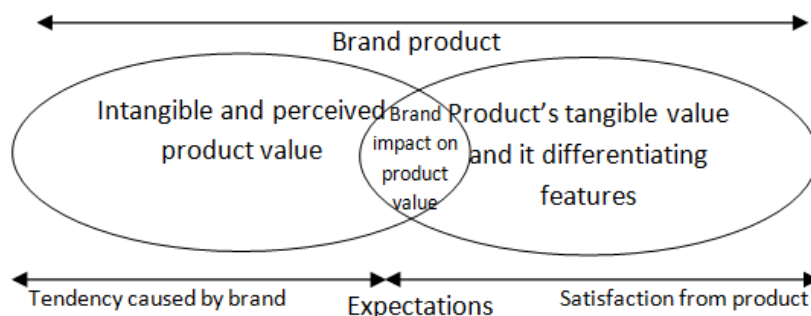 Brand product
Intangible and perceived
product value
Brand
impact on
product
value
Product’s tangible value
and it differentiating
features
Tendency caused by brand
Expectations
Satisfaction from product